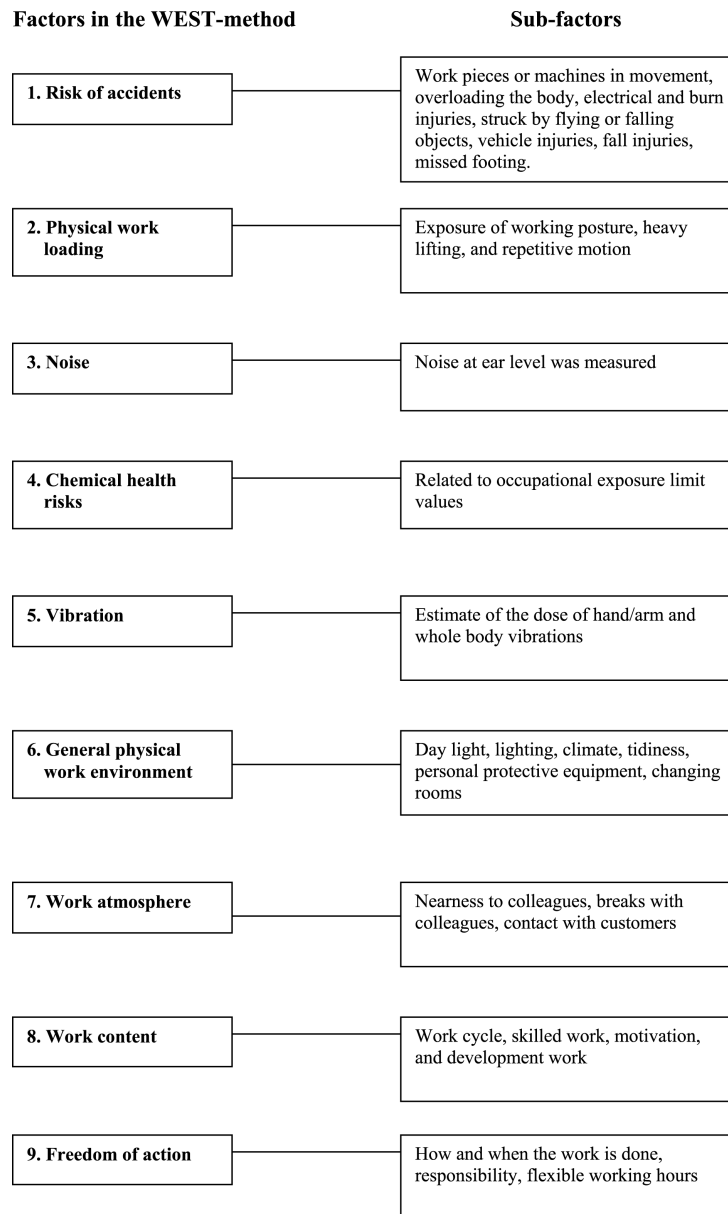 Factors in the WEST-method
Sub-factors
1. Risk of accidents
Work pieces or machines in movement,
overloading the body, electrical and burn
injuries, struck by flying or falling
objects, vehicle injuries, fall injuries,
missed footing.
2. Physical work
loading
Exposure of working posture, heavy
lifting, and repetitive motion
3. Noise
Noise at ear level was measured
4. Chemical health
risks
Related to occupational exposure limit
values
5. Vibration
Estimate of the dose of hand/arm and
whole body vibrations
6. General physical
work environment
Day light, lighting, climate, tidiness,
personal protective equipment, changing
rooms
7. Work atmosphere
Nearness to colleagues, breaks with
colleagues, contact with customers
8. Work content
Work cycle, skilled work, motivation,
and development work
9. Freedom of action
How and when the work is done,
responsibility, flexible working hours